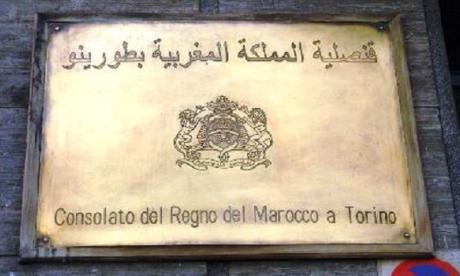 قنصلية المملكة المغربية بطورينو
Consolato del Regno del Marocco a Torino